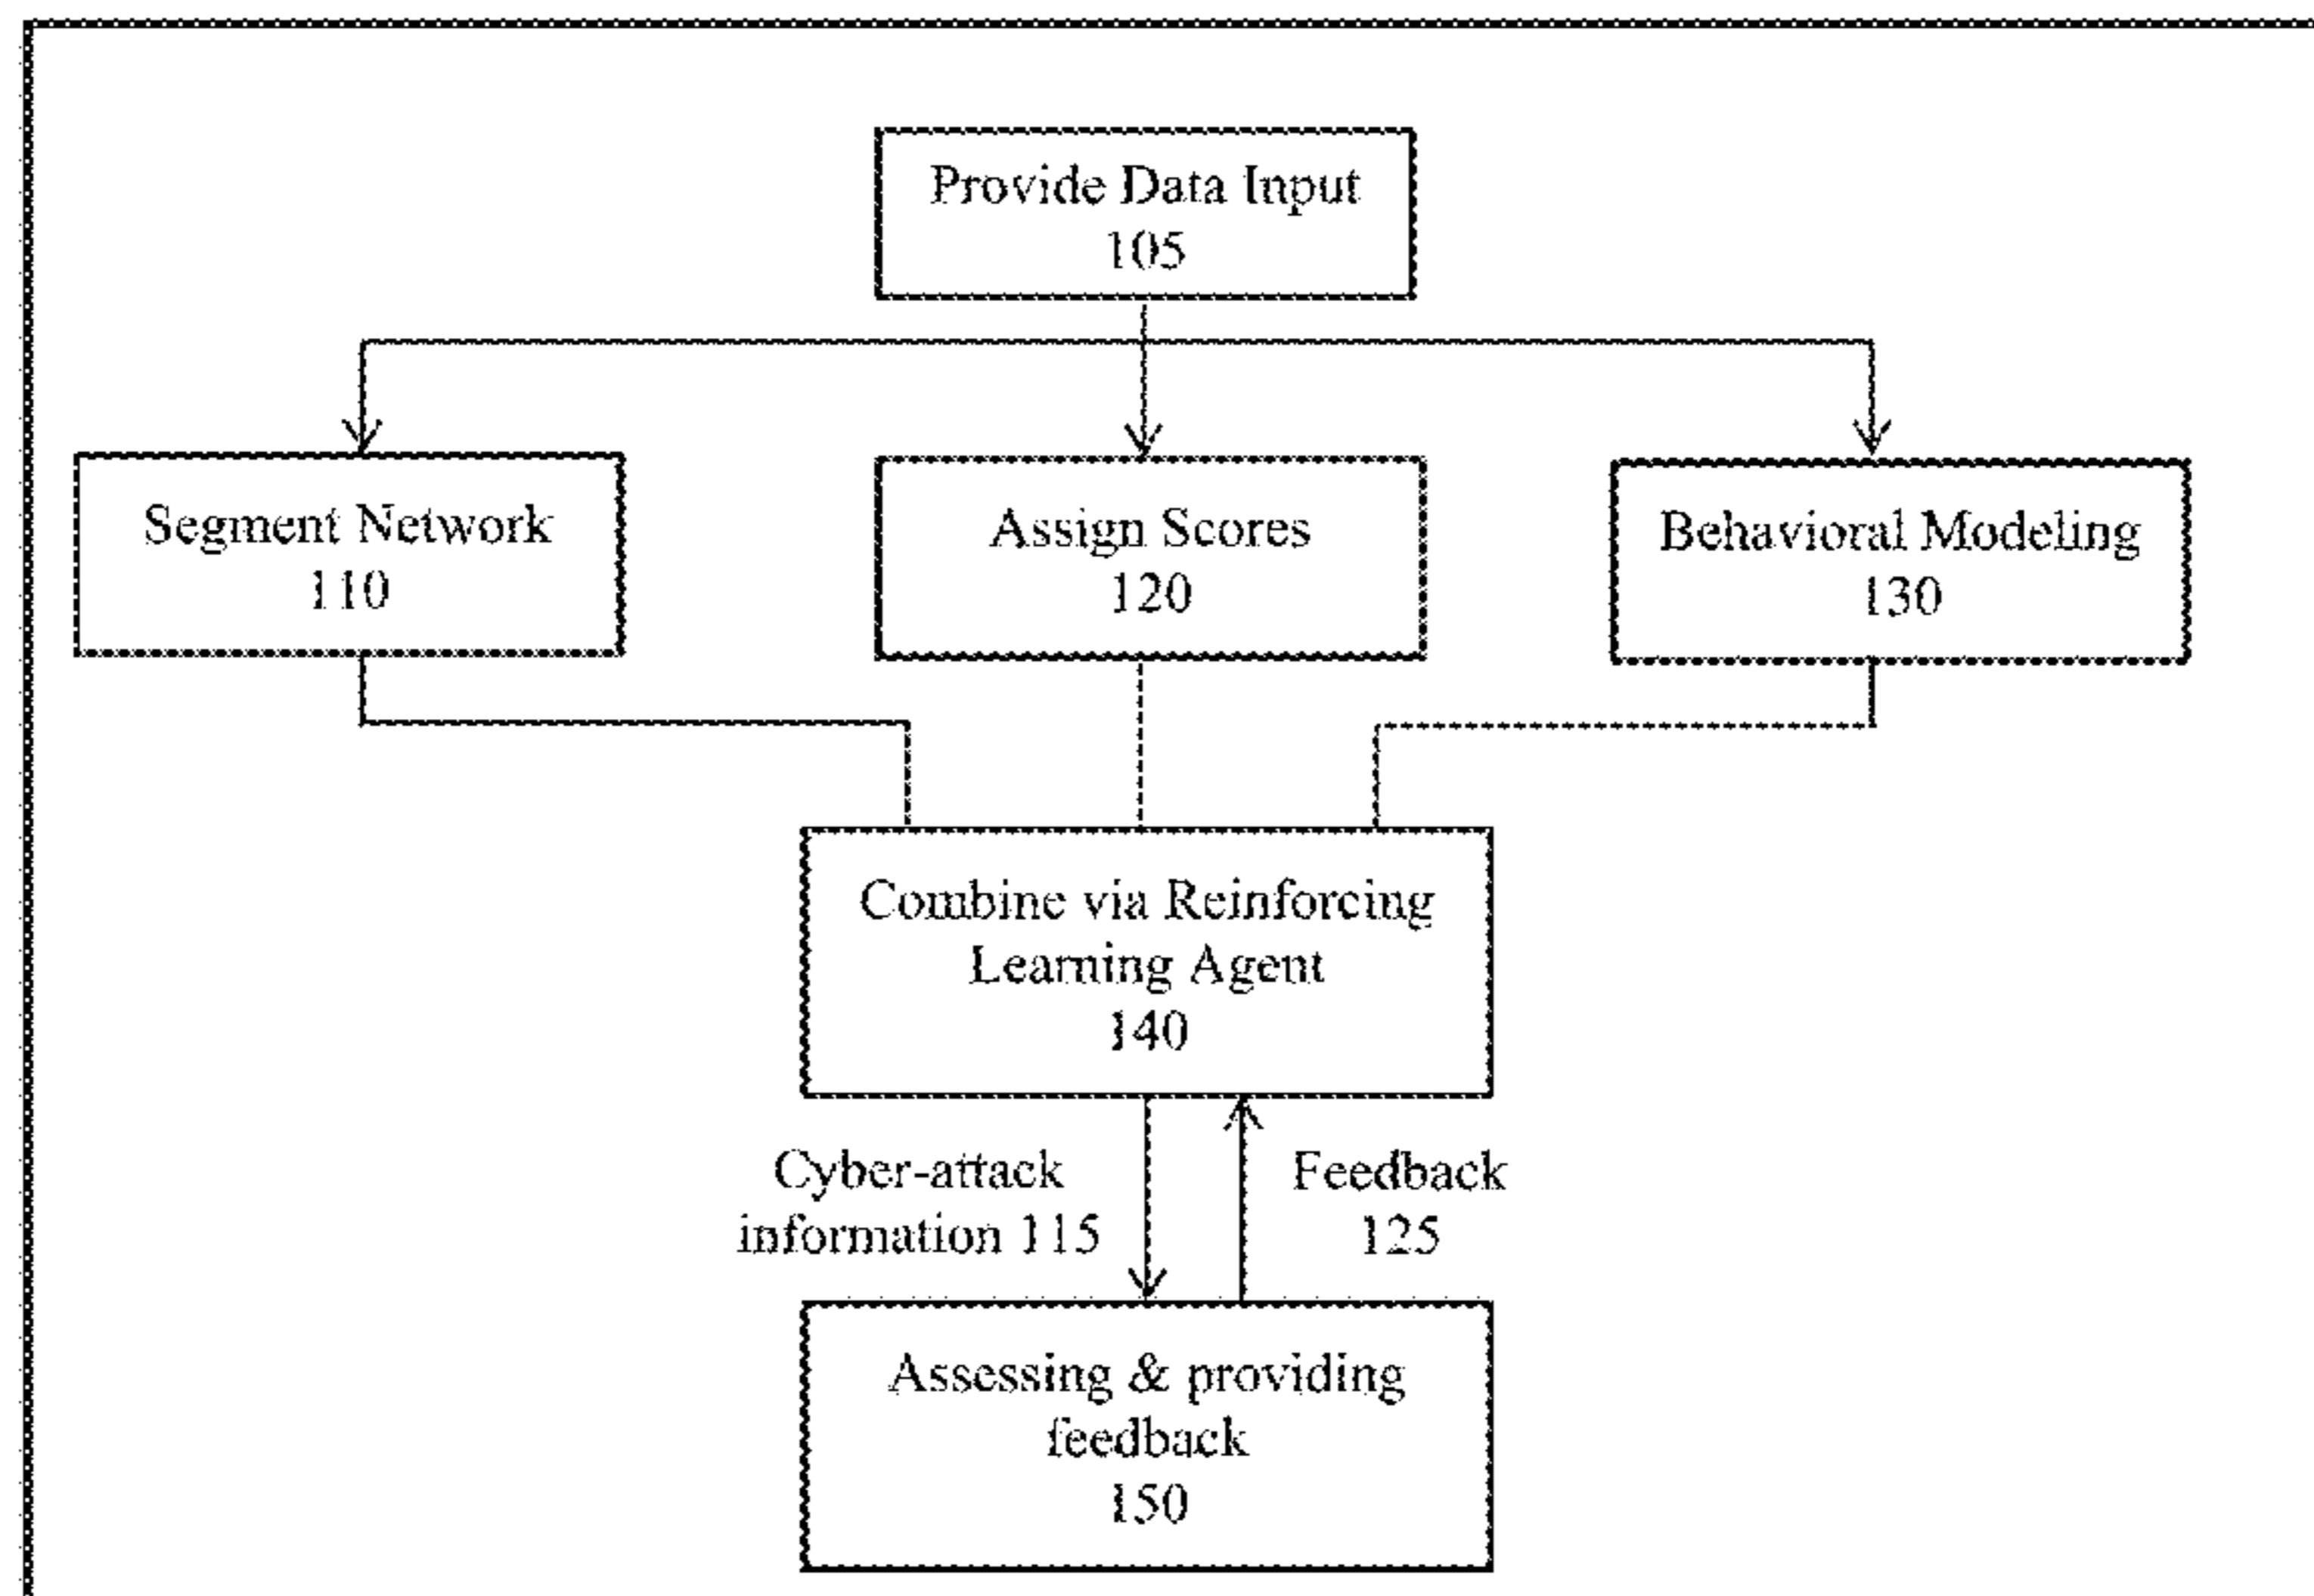 Provide Data Input
105
Segment Network
110
Assign Scores
120
Behavioral Modeling
130
Combine via Reinforcing
Learning Agent
140
Cyber-attack
information 115
Feedback
125
Assessing & providing
feedback
150